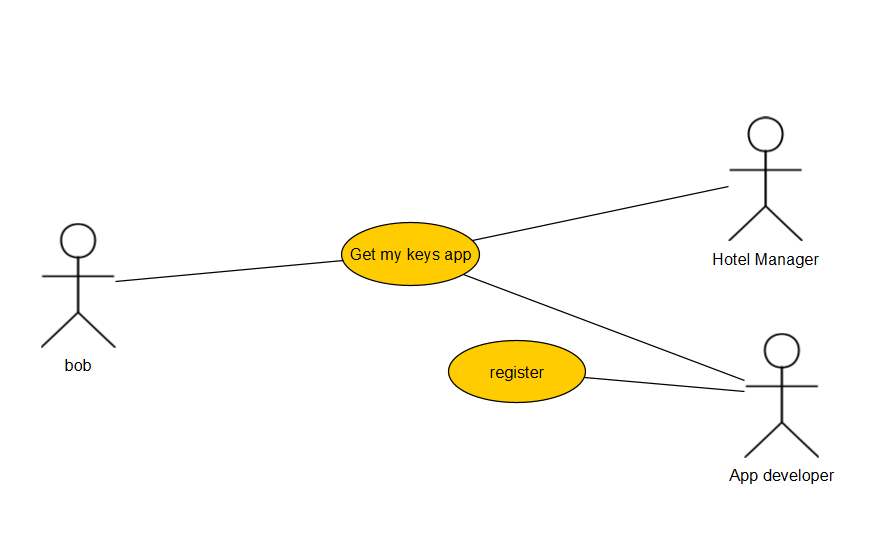 Get my keys app
Hotel Manager
bob
register
App developer